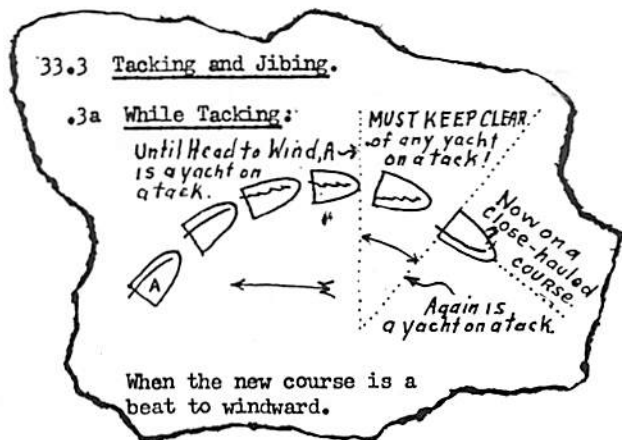 33.3 Tacking and Jibing.
.3a While Tacking:
Until Head to Wind, A
is a yacht on
a tack.
MUST KEEP CLEAR
of any yacht
on a tack!
A
Now on a
close-hauled
course.
Again is
a yacht on a tack.
When the new course is a
beat to windward.